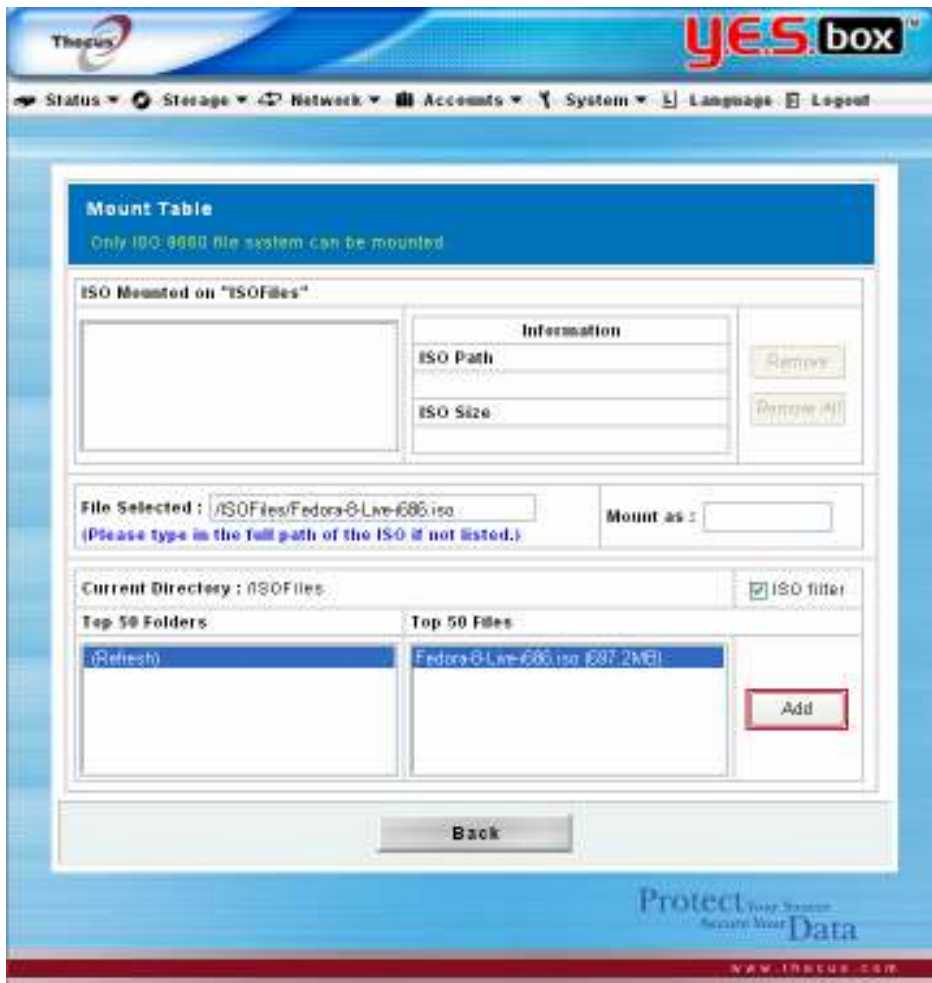 Thecus
Y.E.S.box™
Status Storage Network Accounts System Language Logout
Mount Table
Only ISO 9660 file system can be mounted
ISO Mounted on "ISOFiles"
Information
ISO Path
Remove
ISO Size
Remove All
File Selected : /ISOFiles/Fedora-8-Live-i686.iso
Mount as :
(Please type in the full path of the ISO if not listed.)
Current Directory : /ISOFiles
ISO filter
Top 50 Folders
Top 50 Files
(Refresh)
Fedora-8-Live-i686.iso (697.2MB)
Add
Back
Protect Your Source
Secure Your Data
www.thecus.com